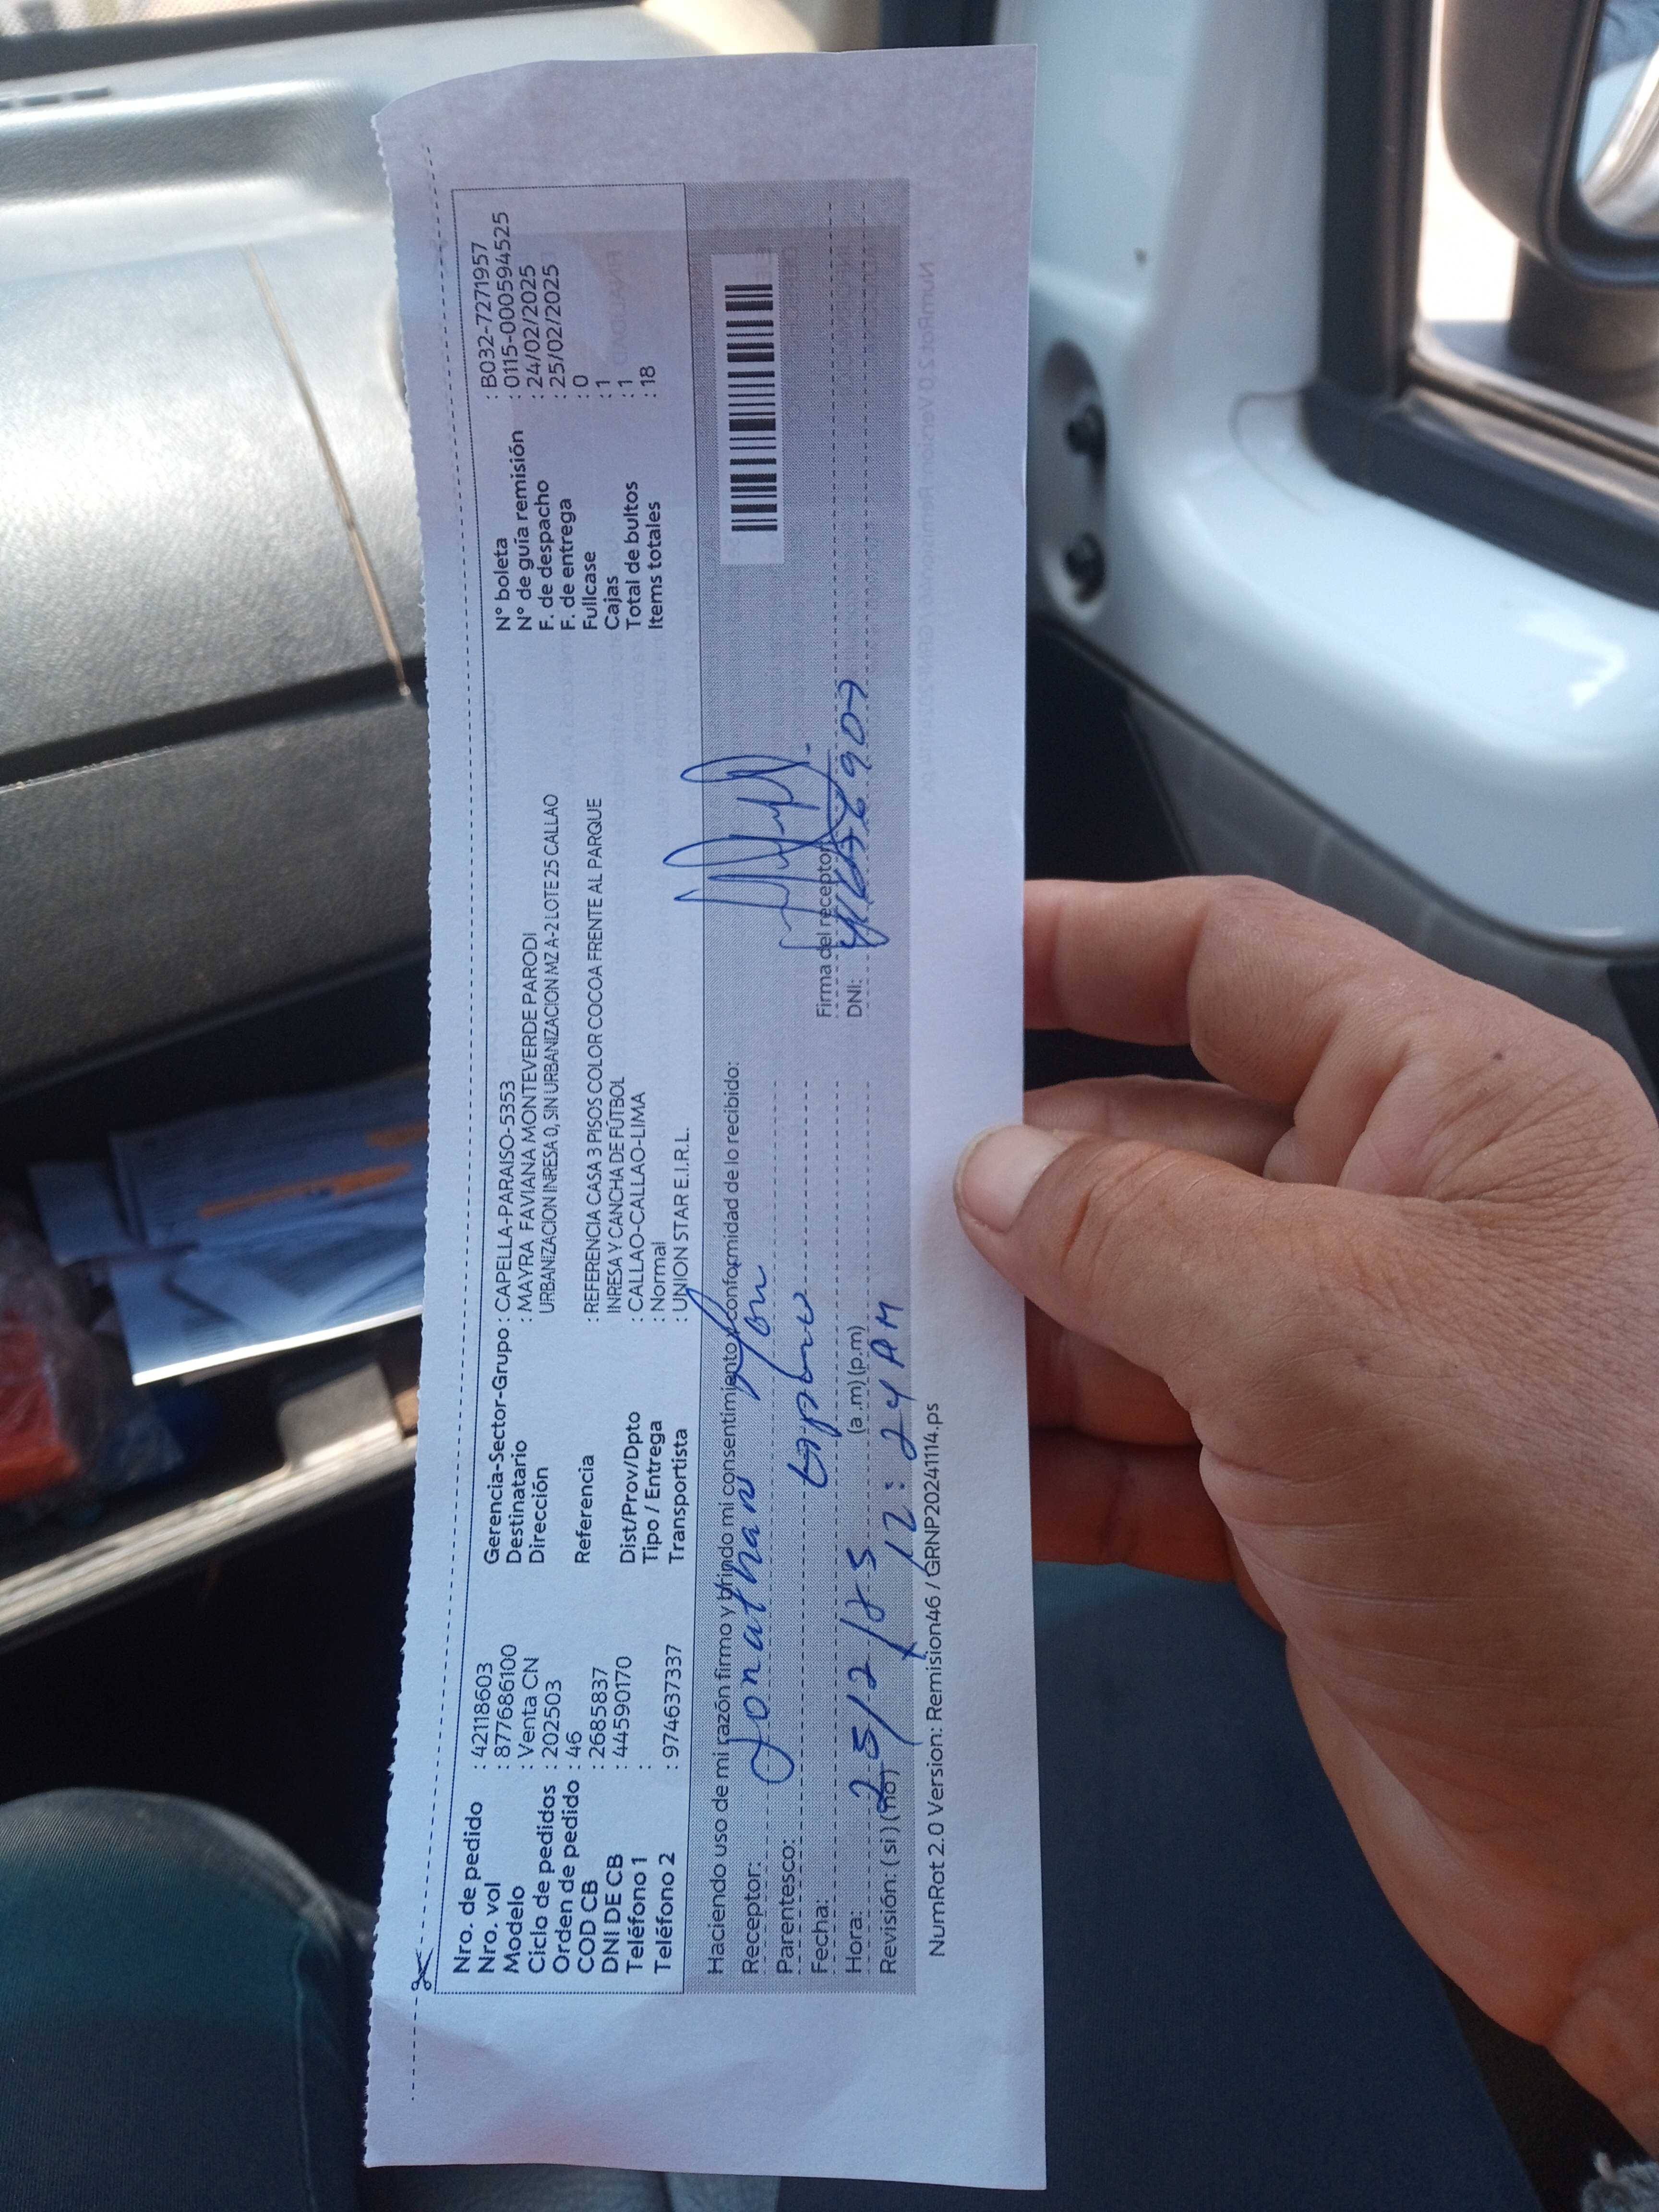 Nro. de pedido : 42118603
Nro. vol : 877686100
Modelo : Venta CN
Ciclo de pedidos : 202503
Orden de pedido : 46
COD CB : 2685837
DNI DE CB : 44590170
Teléfono 1 :
Teléfono 2 : 974637337
Gerencia-Sector-Grupo : CAPELLA-PARAISO-5353
Destinatario : MAYRA FAVIANA MONTEVERDE PARODI
Dirección URBANIZACION INRESA 0, SIN URBANIZACION MZ A-2 LOTE 25 CALLAO
Referencia : REFERENCIA CASA 3 PISOS COLOR COCOA FRENTE AL PARQUE
INRESA Y CANCHA DE FÚTBOL
Dist/Prov/Dpto : CALLAO-CALLAO-LIMA
Tipo / Entrega : Normal
Transportista : UNION STAR E.I.R.L.
N° boleta : B032-7271957
N° de guía remisión : 0115-0005944525
F. de despacho : 24/02/2025
F. de entrega : 25/02/2025
Fullcase : 0
Cajas : 1
Total de bultos : 1
Items totales : 18
Haciendo uso de mi razón firmo y brindo mi consentimiento y conformidad de lo recibido:
Receptor: Jonathan
Parentesco:
Fecha: 25/2/25
Hora: 12:24 AM (a.m) (p.m)
Revisión: ( si ) ( no )
Firma del receptor
DNI:
NumRot 2.0 Version: Remision46 / GRNP20241114.ps